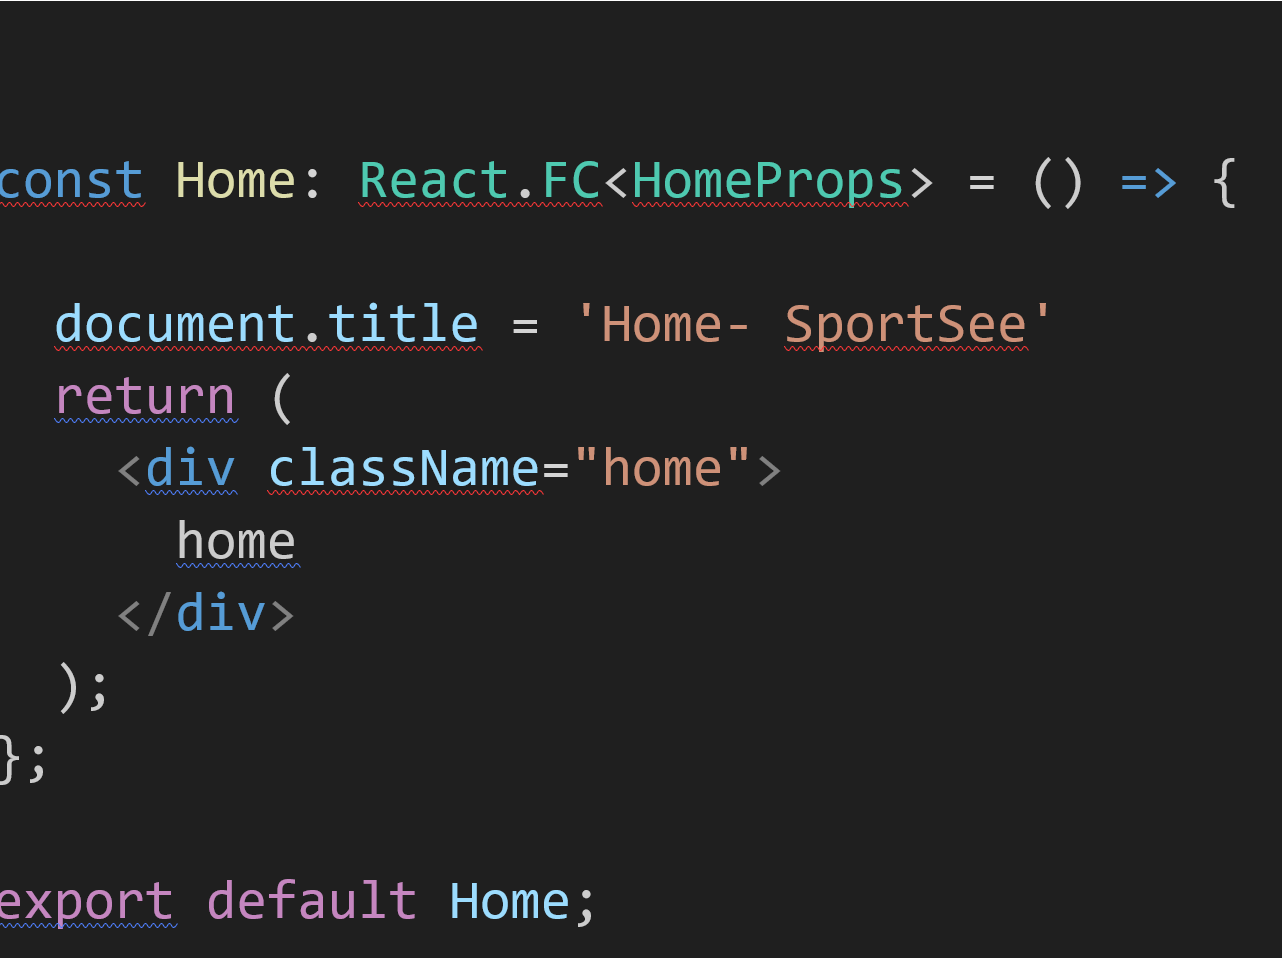 const Home: React.FC<HomeProps> = () => {
document.title = 'Home- SportSee'
return (
<div className="home">
home
</div>
);
};
export default Home;